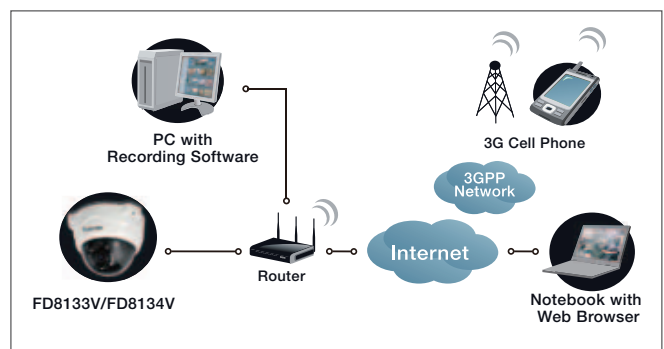 PC with
Recording Software
3G Cell Phone
3GPP
Network
Internet
Router
FD8133V/FD8134V
Notebook with
Web Browser